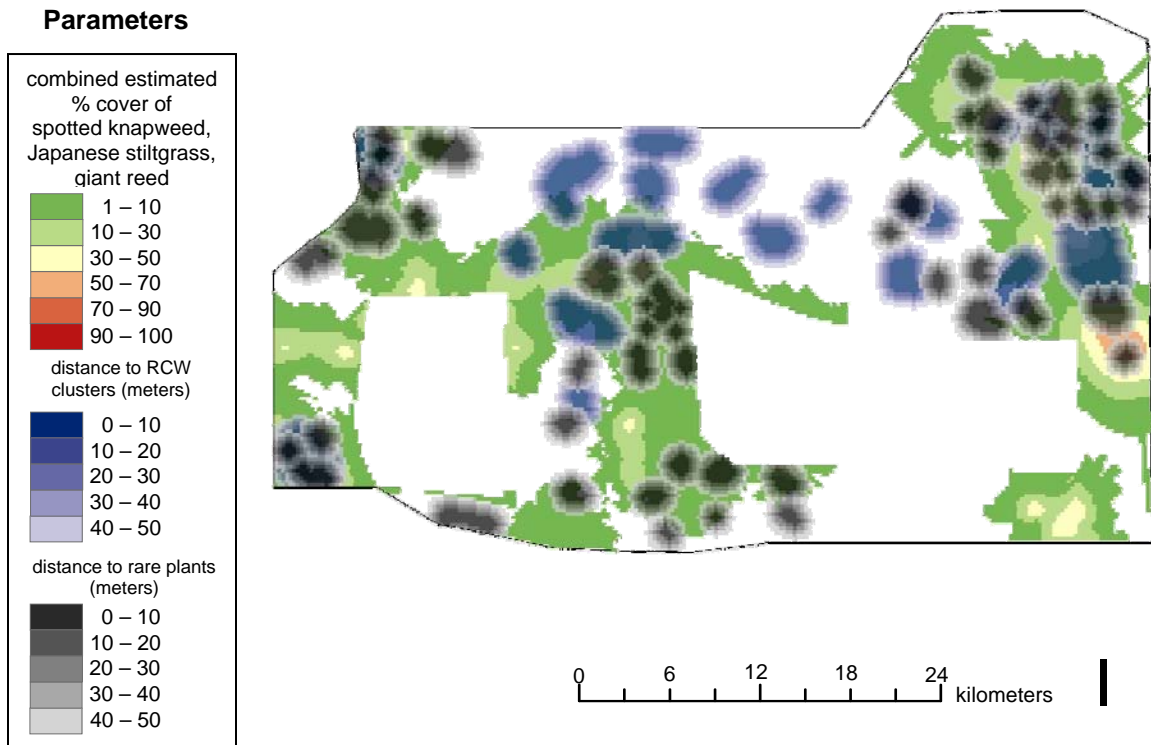 Parameters
combined estimated
% cover of
spotted knapweed,
Japanese stiltgrass,
giant reed
1 – 10
10 – 30
30 – 50
50 – 70
70 – 90
90 – 100
distance to RCW
clusters (meters)
0 – 10
10 – 20
20 – 30
30 – 40
40 – 50
distance to rare plants
(meters)
0 – 10
10 – 20
20 – 30
30 – 40
40 – 50
0 6 12 18 24
kilometers